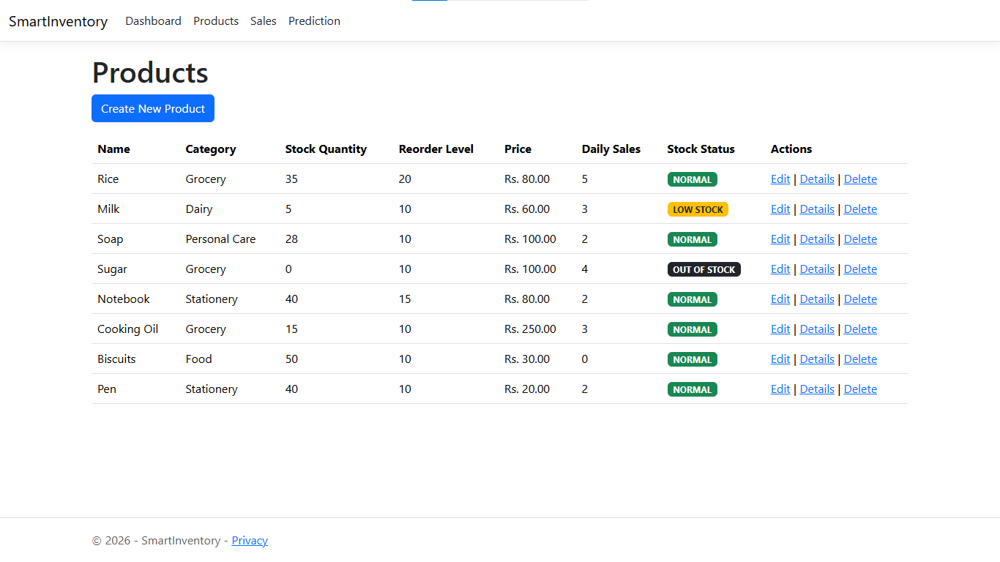 SmartInventory Dashboard Products Sales Prediction
Products
Create New Product
Name Category Stock Quantity Reorder Level Price Daily Sales Stock Status Actions
Rice Grocery 35 20 Rs. 80.00 5 NORMAL Edit | Details | Delete
Milk Dairy 5 10 Rs. 60.00 3 LOW STOCK Edit | Details | Delete
Soap Personal Care 28 10 Rs. 100.00 2 NORMAL Edit | Details | Delete
Sugar Grocery 0 10 Rs. 100.00 4 OUT OF STOCK Edit | Details | Delete
Notebook Stationery 40 15 Rs. 80.00 2 NORMAL Edit | Details | Delete
Cooking Oil Grocery 15 10 Rs. 250.00 3 NORMAL Edit | Details | Delete
Biscuits Food 50 10 Rs. 30.00 0 NORMAL Edit | Details | Delete
Pen Stationery 40 10 Rs. 20.00 2 NORMAL Edit | Details | Delete
© 2026 - SmartInventory - Privacy